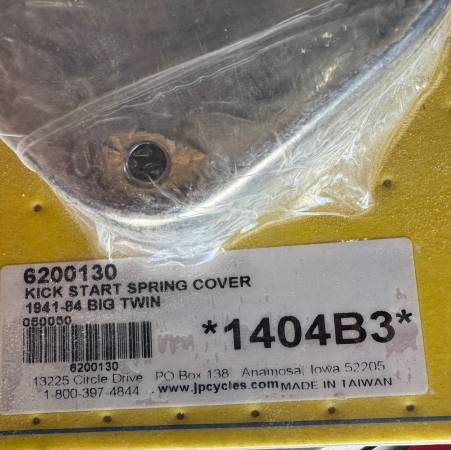 6200130
KICK START SPRING COVER
1941-84 BIG TWIN
050050
*1404B3*
6200130
13225 Circle Drive PO Box 138 Anamosa, Iowa 52205
1-800-397-4844 www.jpcycles.com MADE IN TAIWAN